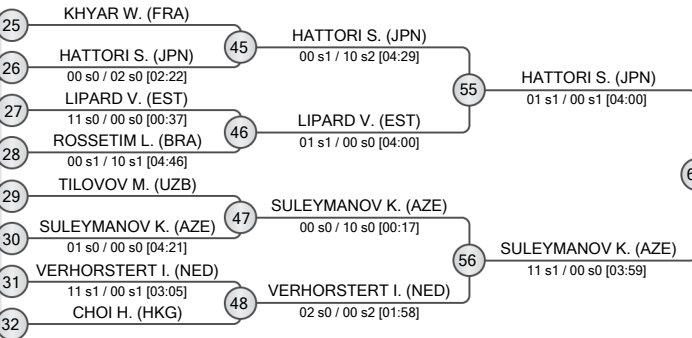 25
KHYAR W. (FRA)
45
HATTORI S. (JPN)
00 s1 / 10 s2 [04:29]
26
HATTORI S. (JPN)
00 s0 / 02 s0 [02:22]
55
HATTORI S. (JPN)
01 s1 / 00 s1 [04:00]
27
LIPARD V. (EST)
11 s0 / 00 s0 [00:37]
46
LIPARD V. (EST)
01 s1 / 00 s0 [04:00]
28
ROSSETIM L. (BRA)
00 s1 / 10 s1 [04:46]
29
TILOVOV M. (UZB)
47
SULEYMANOV K. (AZE)
00 s0 / 10 s0 [00:17]
30
SULEYMANOV K. (AZE)
01 s0 / 00 s0 [04:21]
56
SULEYMANOV K. (AZE)
11 s1 / 00 s0 [03:59]
31
VERHORSTERT I. (NED)
11 s1 / 00 s1 [03:05]
48
VERHORSTERT I. (NED)
02 s0 / 00 s2 [01:58]
32
CHOI H. (HKG)